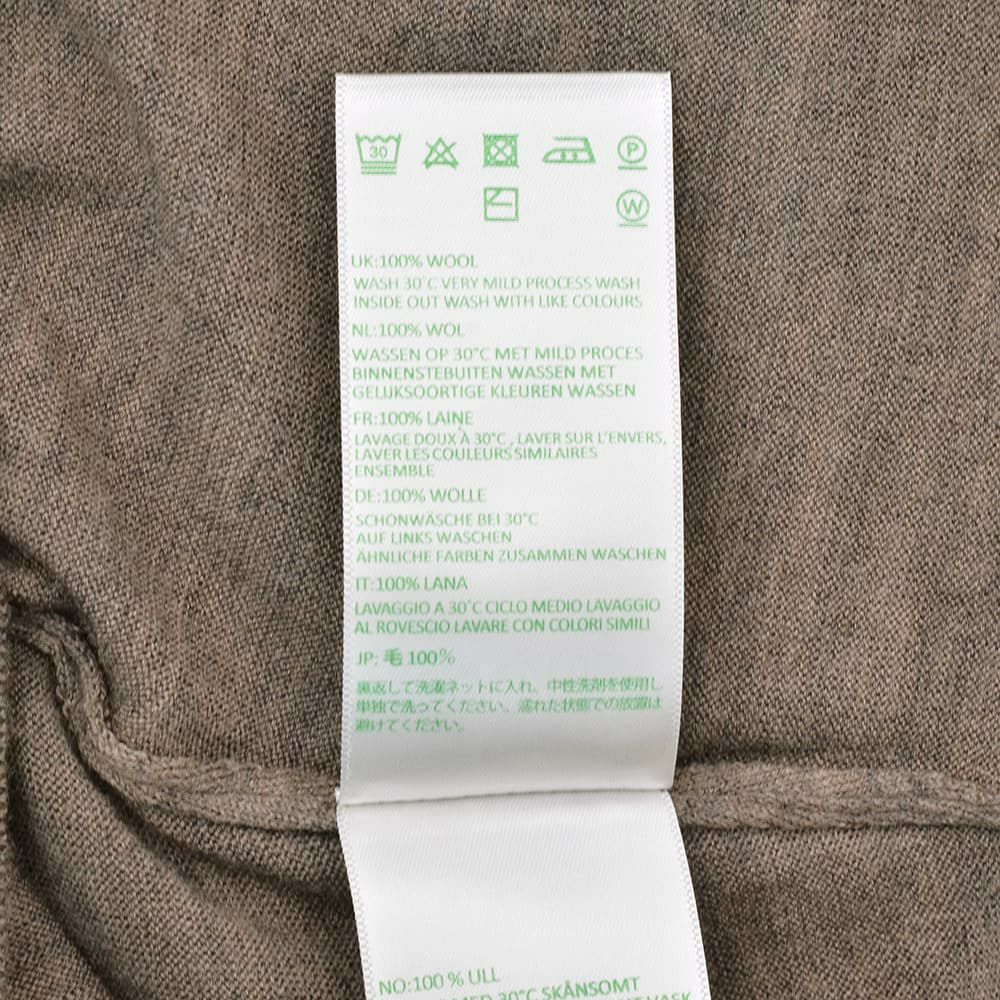 30 P
W
UK:100% WOOL
WASH 30°C VERY MILD PROCESS WASH
INSIDE OUT WASH WITH LIKE COLOURS
NL:100% WOL
WASSEN OP 30°C MET MILD PROCES
BINNENSTEBUITEN WASSEN MET
GELIJKSOORTIGE KLEUREN WASSEN
FR:100% LAINE
LAVAGE DOUX À 30°C , LAVER SUR L'ENVERS,
LAVER LES COULEURS SIMILAIRES
ENSEMBLE
DE:100% WOLLE
SCHONWÄSCHE BEI 30°C
AUF LINKS WASCHEN
ÄHNLICHE FARBEN ZUSAMMEN WASCHEN
IT:100% LANA
LAVAGGIO A 30°C CICLO MEDIO LAVAGGIO
AL ROVESCIO LAVARE CON COLORI SIMILI
JP: 毛 100%
裏返して洗濯ネットに入れ、中性洗剤を使用し
単独で洗ってください。濡れた状態での放置は
避けてください。
NO:100 % ULL
MED 30°C SKÅNSOMT
VASK